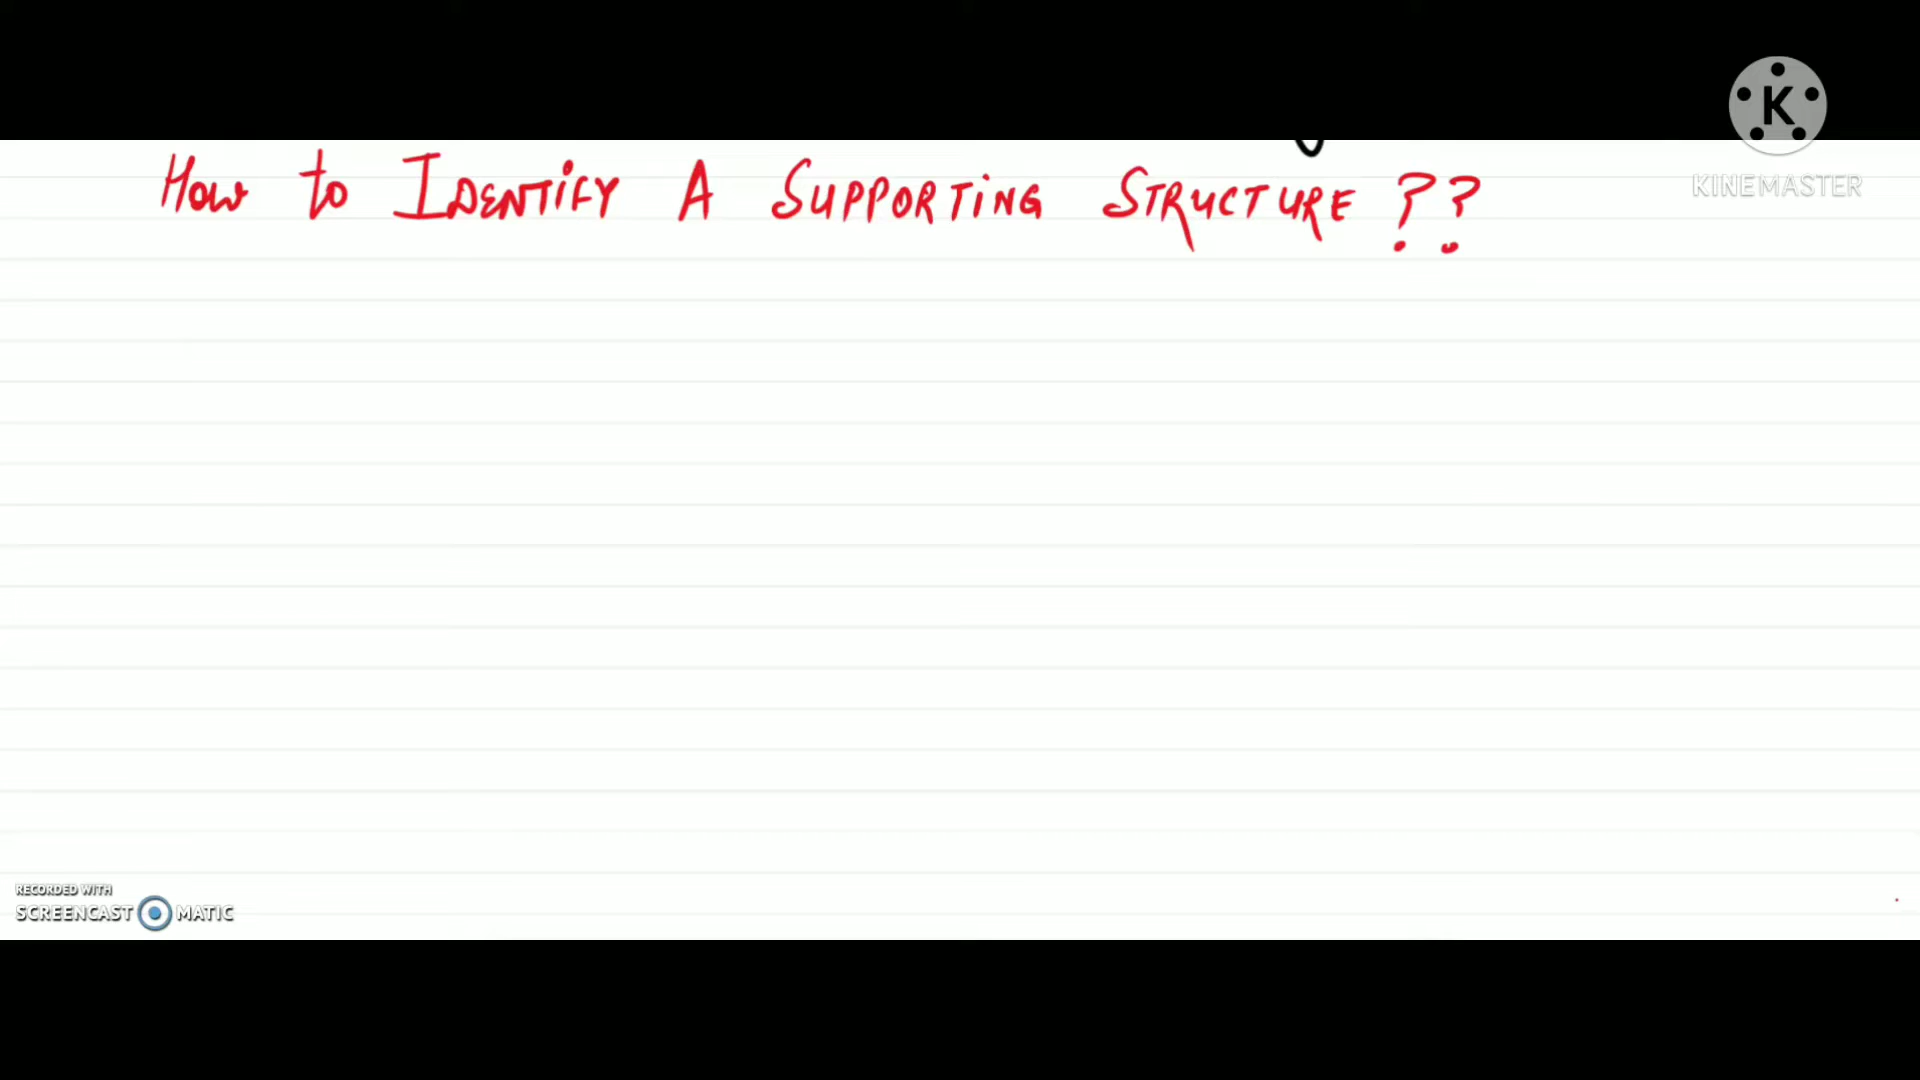 How to IDENTiFY A SUPPORTiNG STRUCTURE ??
K
KINEMASTER
RECORDED WITH
SCREENCAST MATIC